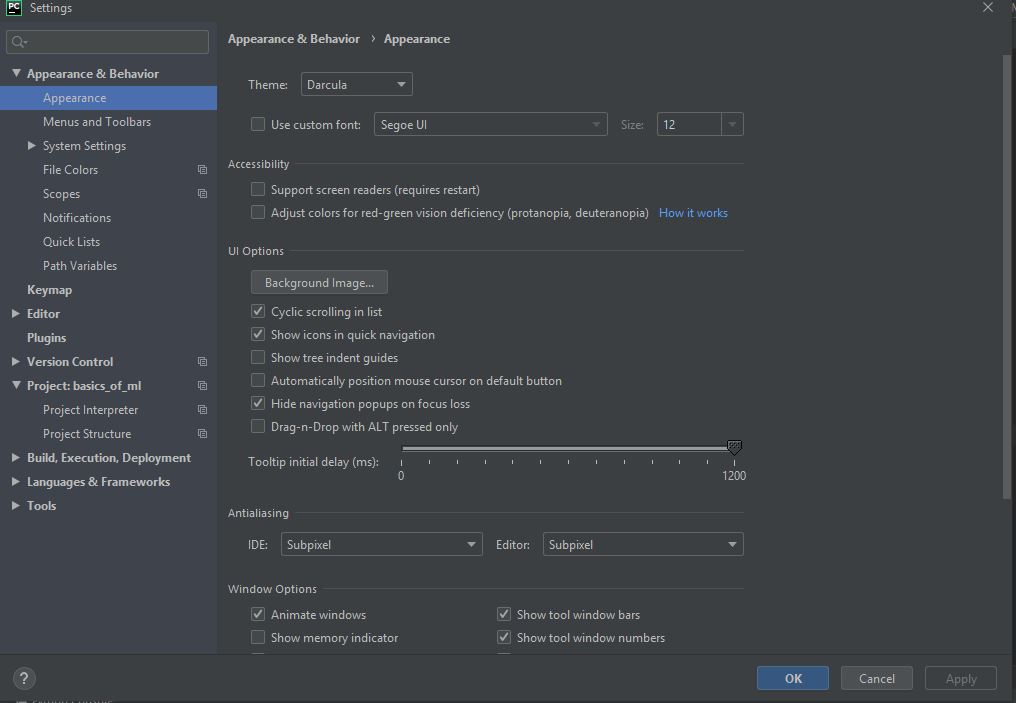 PC Settings
Appearance & Behavior › Appearance
Appearance & Behavior
Appearance
Menus and Toolbars
System Settings
File Colors
Scopes
Notifications
Quick Lists
Path Variables
Keymap
Editor
Plugins
Version Control
Project: basics_of_ml
Project Interpreter
Project Structure
Build, Execution, Deployment
Languages & Frameworks
Tools
Theme: Darcula
Use custom font: Segoe UI Size: 12
Accessibility
Support screen readers (requires restart)
Adjust colors for red-green vision deficiency (protanopia, deuteranopia) How it works
UI Options
Background Image...
Cyclic scrolling in list
Show icons in quick navigation
Show tree indent guides
Automatically position mouse cursor on default button
Hide navigation popups on focus loss
Drag-n-Drop with ALT pressed only
Tooltip initial delay (ms):
0 1200
Antialiasing
IDE: Subpixel Editor: Subpixel
Window Options
Animate windows Show tool window bars
Show memory indicator Show tool window numbers
? OK Cancel Apply